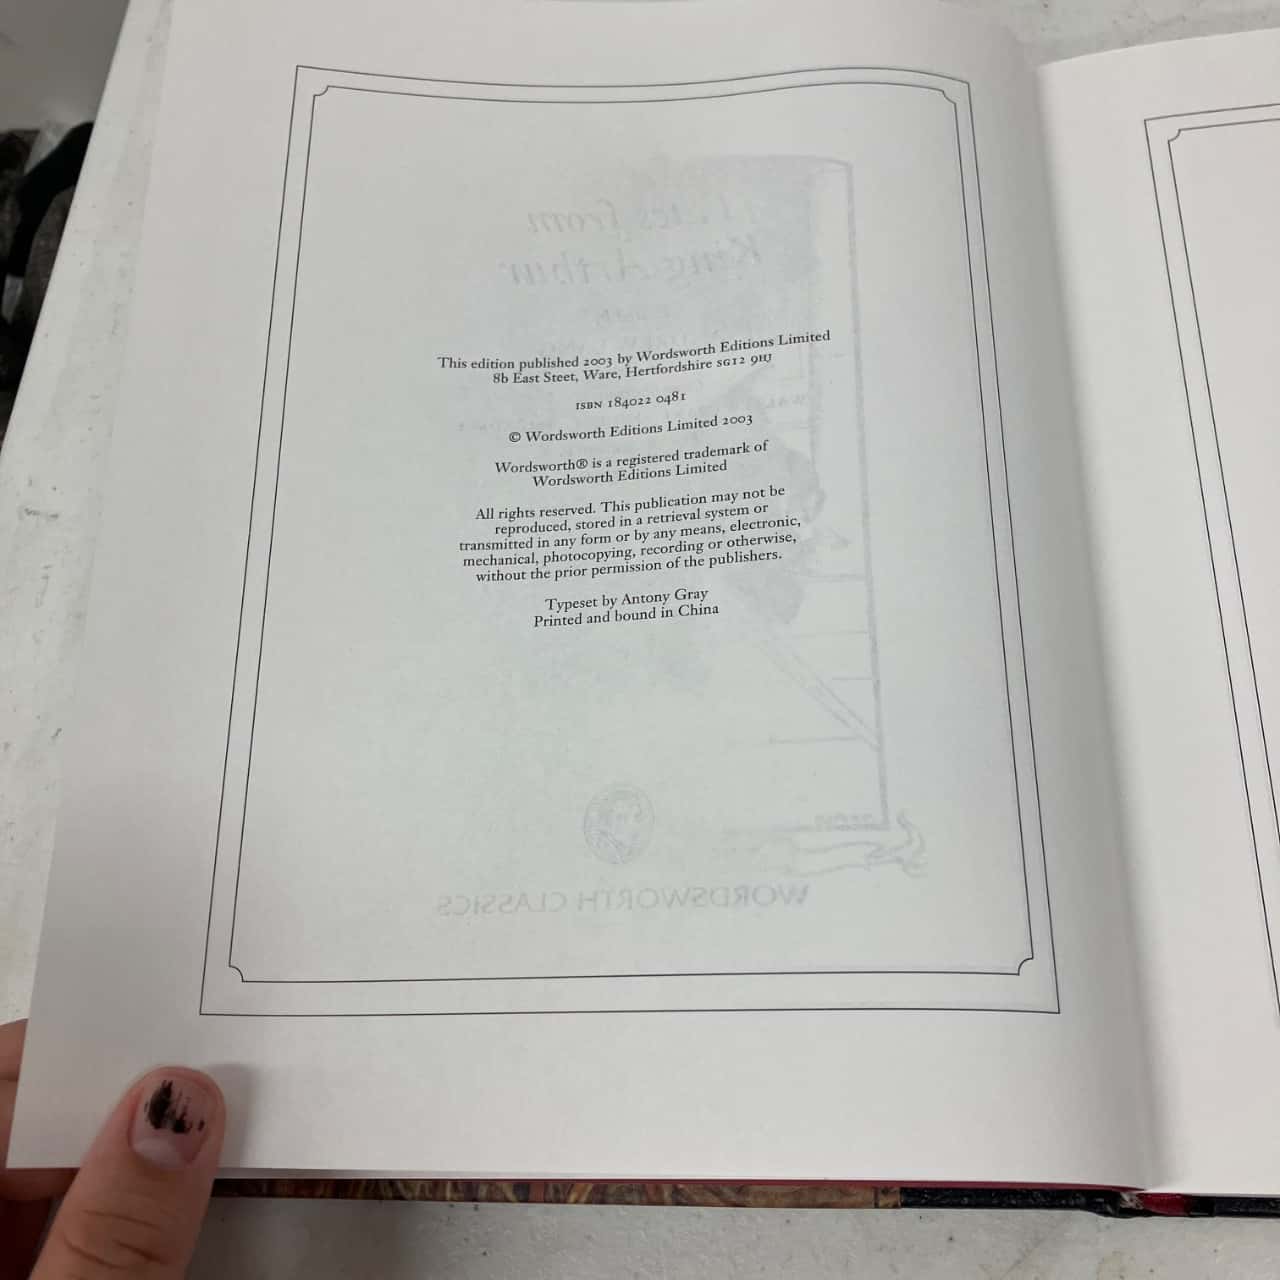 This edition published 2003 by Wordsworth Editions Limited
8b East Street, Ware, Hertfordshire SG12 9HJ
ISBN 184022 0481
© Wordsworth Editions Limited 2003
Wordsworth® is a registered trademark of
Wordsworth Editions Limited
All rights reserved. This publication may not be
reproduced, stored in a retrieval system or
transmitted in any form or by any means, electronic,
mechanical, photocopying, recording or otherwise,
without the prior permission of the publishers.
Typeset by Antony Gray
Printed and bound in China
WORDSWORTH CLASSICS